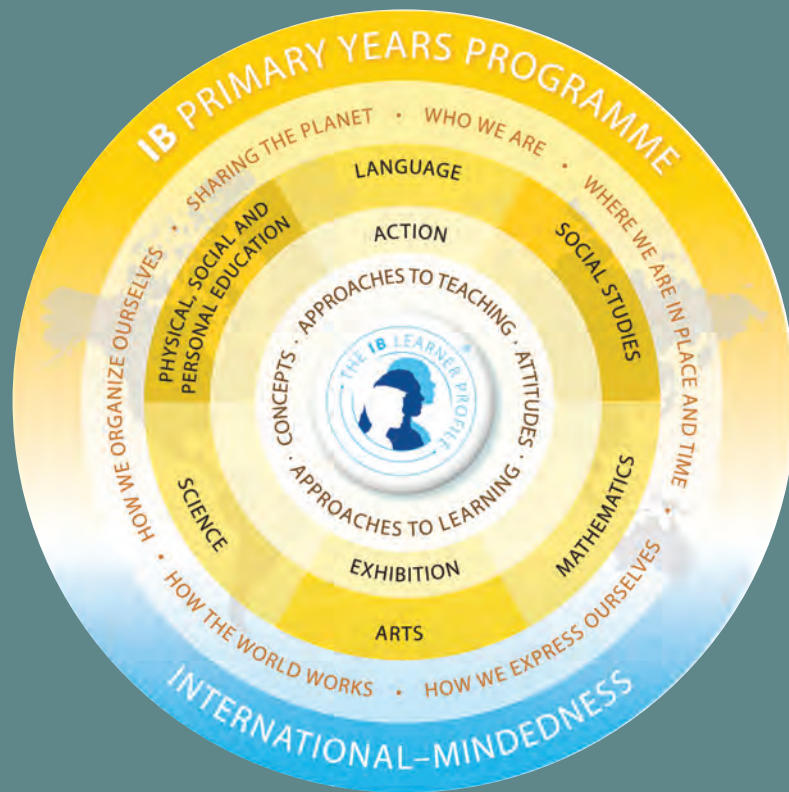 IB PRIMARY YEARS PROGRAMME
SHARING THE PLANET · WHO WE ARE · WHERE WE ARE IN PLACE AND TIME · HOW WE EXPRESS OURSELVES · HOW THE WORLD WORKS · HOW WE ORGANIZE OURSELVES ·
LANGUAGE
SOCIAL STUDIES
MATHEMATICS
ARTS
SCIENCE
PHYSICAL, SOCIAL AND
PERSONAL EDUCATION
ACTION
EXHIBITION
APPROACHES TO TEACHING · ATTITUDES · APPROACHES TO LEARNING · CONCEPTS ·
· THE IB LEARNER PROFILE · ®
INTERNATIONAL–MINDEDNESS